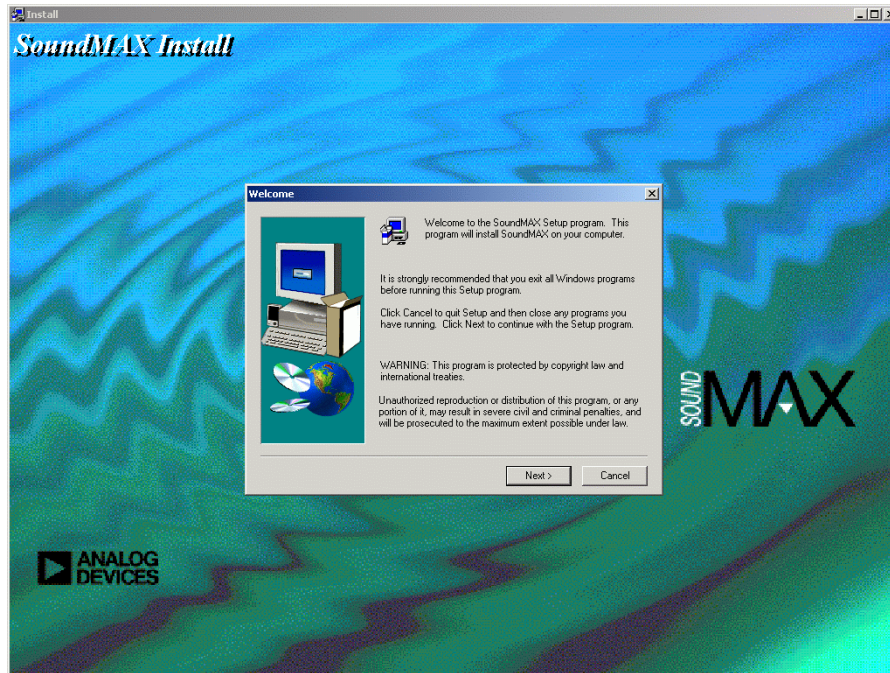 Install
SoundMAX Install
Welcome
Welcome to the SoundMAX Setup program. This
program will install SoundMAX on your computer.
It is strongly recommended that you exit all Windows programs
before running this Setup program.
Click Cancel to quit Setup and then close any programs you
have running. Click Next to continue with the Setup program.
WARNING: This program is protected by copyright law and
international treaties.
Unauthorized reproduction or distribution of this program, or any
portion of it, may result in severe civil and criminal penalties, and
will be prosecuted to the maximum extent possible under law.
Next >
Cancel
SOUND
MAX
ANALOG
DEVICES